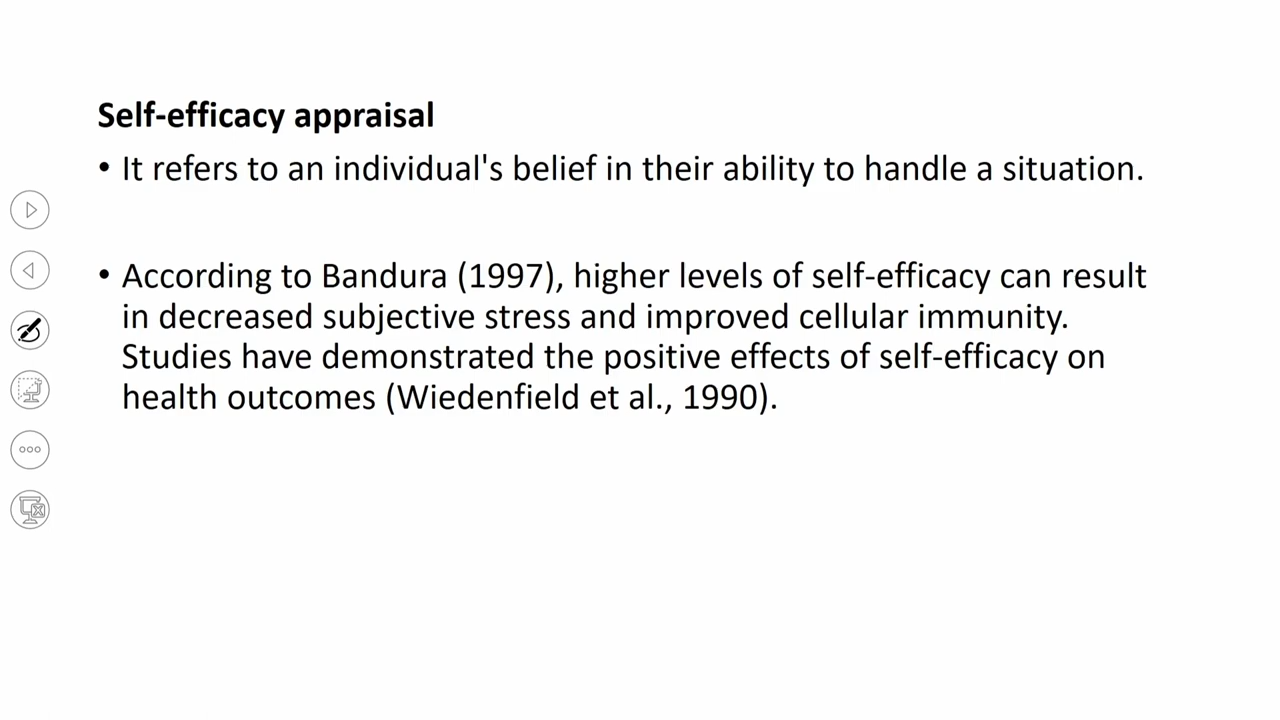 Self-efficacy appraisal
• It refers to an individual's belief in their ability to handle a situation.
• According to Bandura (1997), higher levels of self-efficacy can result
in decreased subjective stress and improved cellular immunity.
Studies have demonstrated the positive effects of self-efficacy on
health outcomes (Wiedenfield et al., 1990).